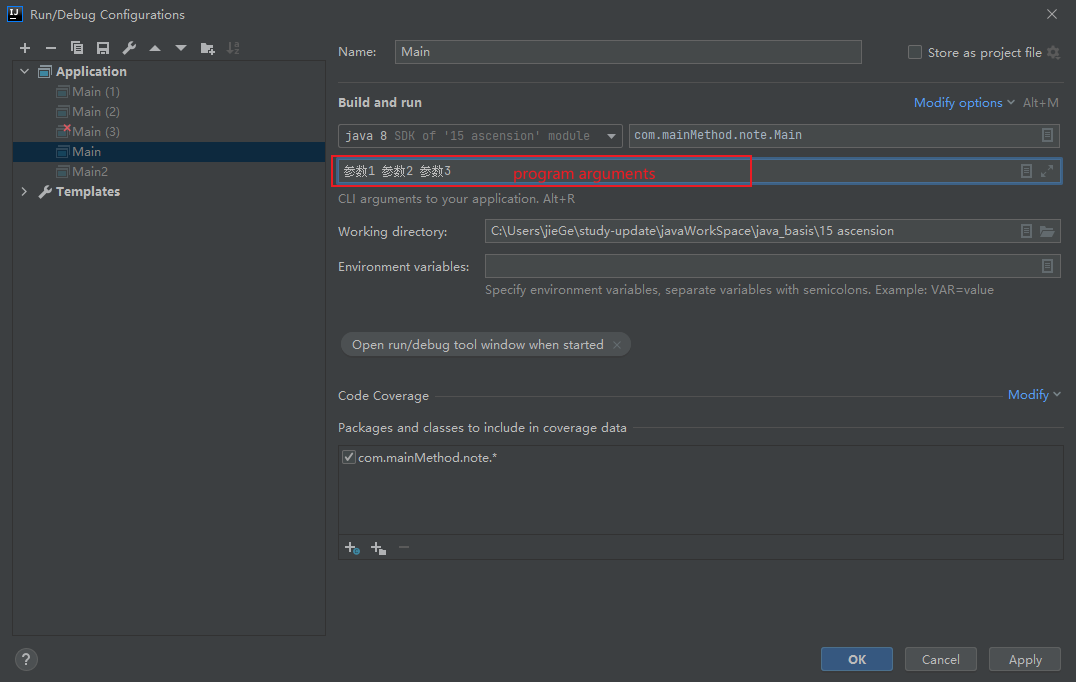 Run/Debug Configurations
Name: Main Store as project file
Application
Main (1)
Main (2)
Main (3)
Main
Main2
Templates
Build and run Modify options Alt+M
java 8 SDK of '15 ascension' module com.mainMethod.note.Main
参数1 参数2 参数3 program arguments
CLI arguments to your application. Alt+R
Working directory: C:\Users\jieGe\study-update\javaWorkSpace\java_basis\15 ascension
Environment variables:
Specify environment variables, separate variables with semicolons. Example: VAR=value
Open run/debug tool window when started
Code Coverage Modify
Packages and classes to include in coverage data
com.mainMethod.note.*
? OK Cancel Apply